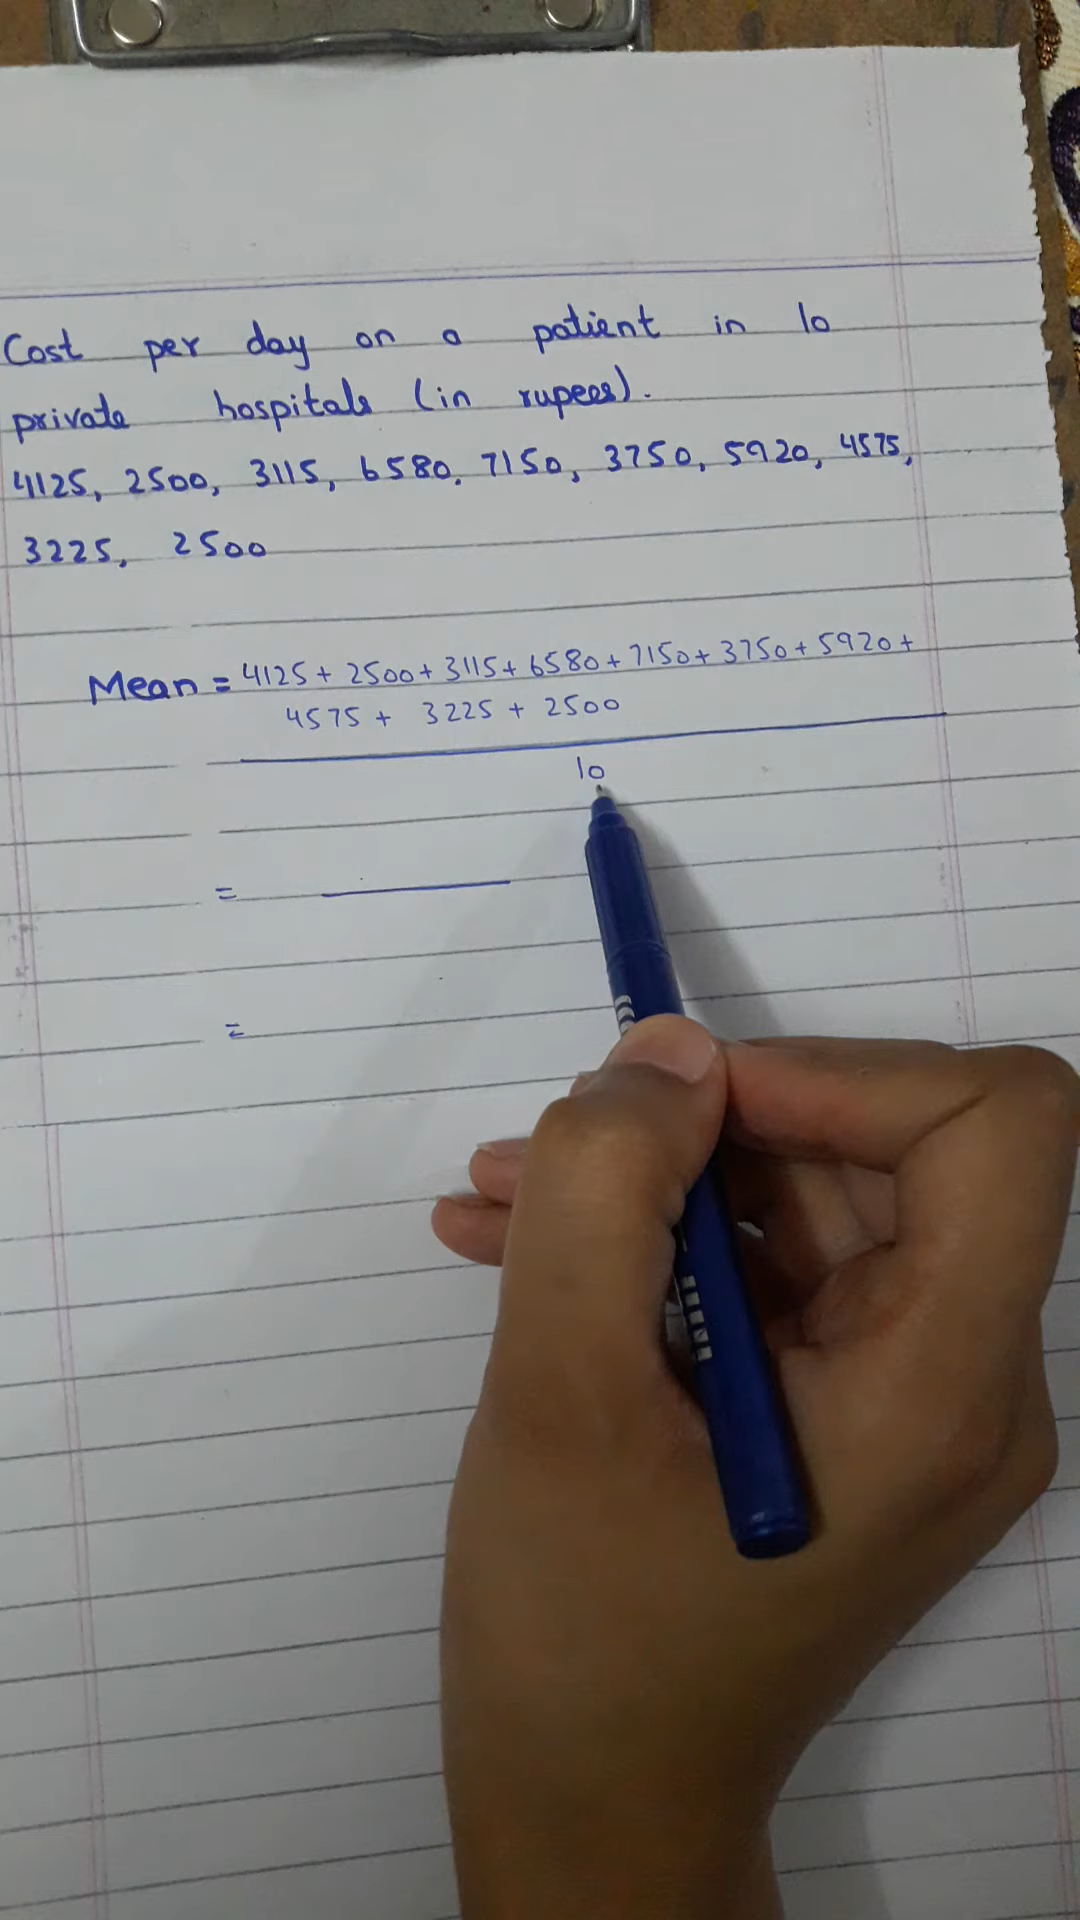 Cost per day on a patient in 10
private hospitals (in rupees).
4125, 2500, 3115, 6580, 7150, 3750, 5920, 4575,
3225, 2500
Mean = 4125 + 2500 + 3115 + 6580 + 7150 + 3750 + 5920 +
4575 + 3225 + 2500
10
=
=